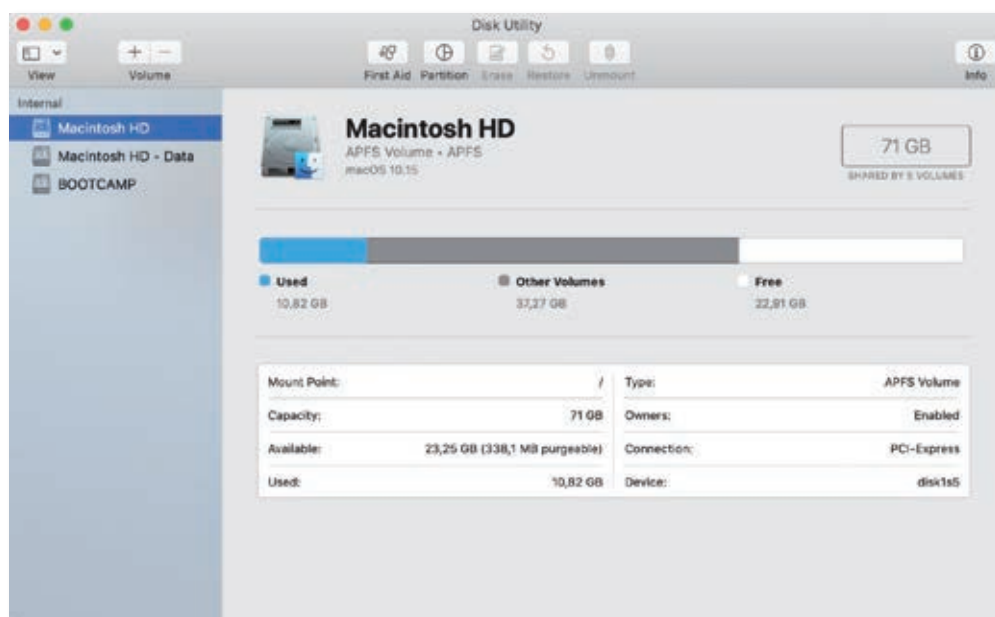 Disk Utility
View Volume First Aid Partition Erase Restore Unmount Info
Internal
Macintosh HD
Macintosh HD - Data
BOOTCAMP
Macintosh HD
APFS Volume • APFS
macOS 10.15
71 GB
SHARED BY 5 VOLUMES
Used Other Volumes Free
10,82 GB 37,27 GB 22,91 GB
Mount Point: / Type: APFS Volume
Capacity: 71 GB Owners: Enabled
Available: 23,25 GB (338,1 MB purgeable) Connection: PCI-Express
Used: 10,82 GB Device: disk1s5